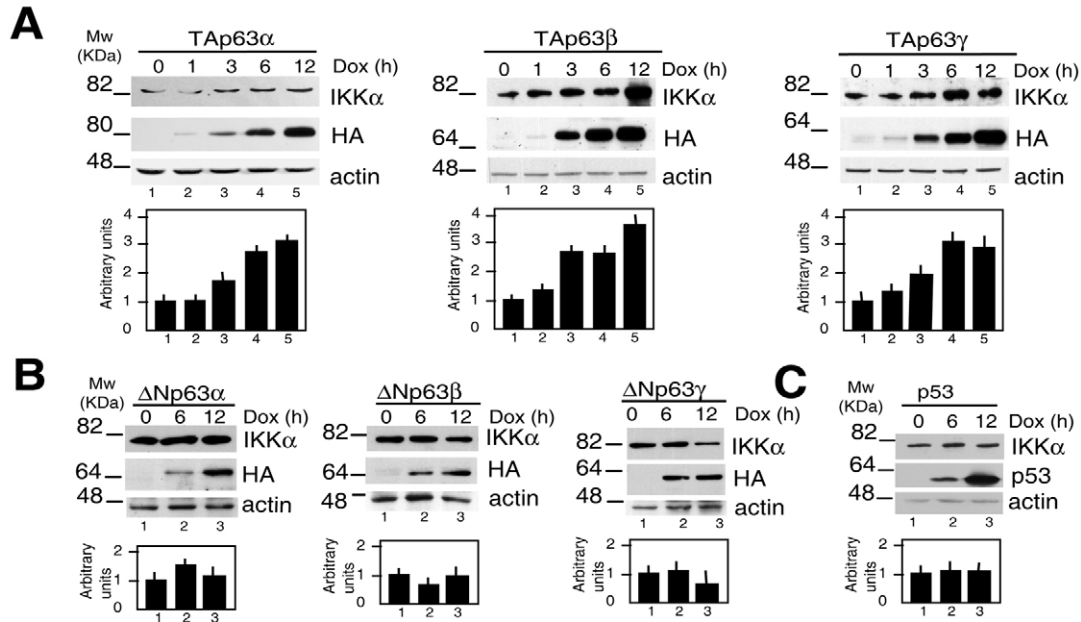 A
Mw
(KDa)
TAp63α
0 1 3 6 12 Dox (h)
82 IKKα
80 HA
48 actin
1 2 3 4 5
Arbitrary units
4
3
2
1
0
1 2 3 4 5
TAp63β
0 1 3 6 12 Dox (h)
82 IKKα
64 HA
48 actin
1 2 3 4 5
Arbitrary units
4
3
2
1
0
1 2 3 4 5
TAp63γ
0 1 3 6 12 Dox (h)
82 IKKα
64 HA
48 actin
1 2 3 4 5
Arbitrary units
4
3
2
1
0
1 2 3 4 5
B
Mw
(KDa)
ΔNp63α
0 6 12 Dox (h)
82 IKKα
64 HA
48 actin
1 2 3
Arbitrary
units
2
1
0
1 2 3
ΔNp63β
0 6 12 Dox (h)
82 IKKα
64 HA
48 actin
1 2 3
Arbitrary
units
2
1
0
1 2 3
ΔNp63γ
0 6 12 Dox (h)
82 IKKα
64 HA
48 actin
1 2 3
Arbitrary
units
2
1
0
1 2 3
C
Mw
(KDa)
p53
0 6 12 Dox (h)
82 IKKα
64 p53
48 actin
1 2 3
Arbitrary
units
2
1
0
1 2 3